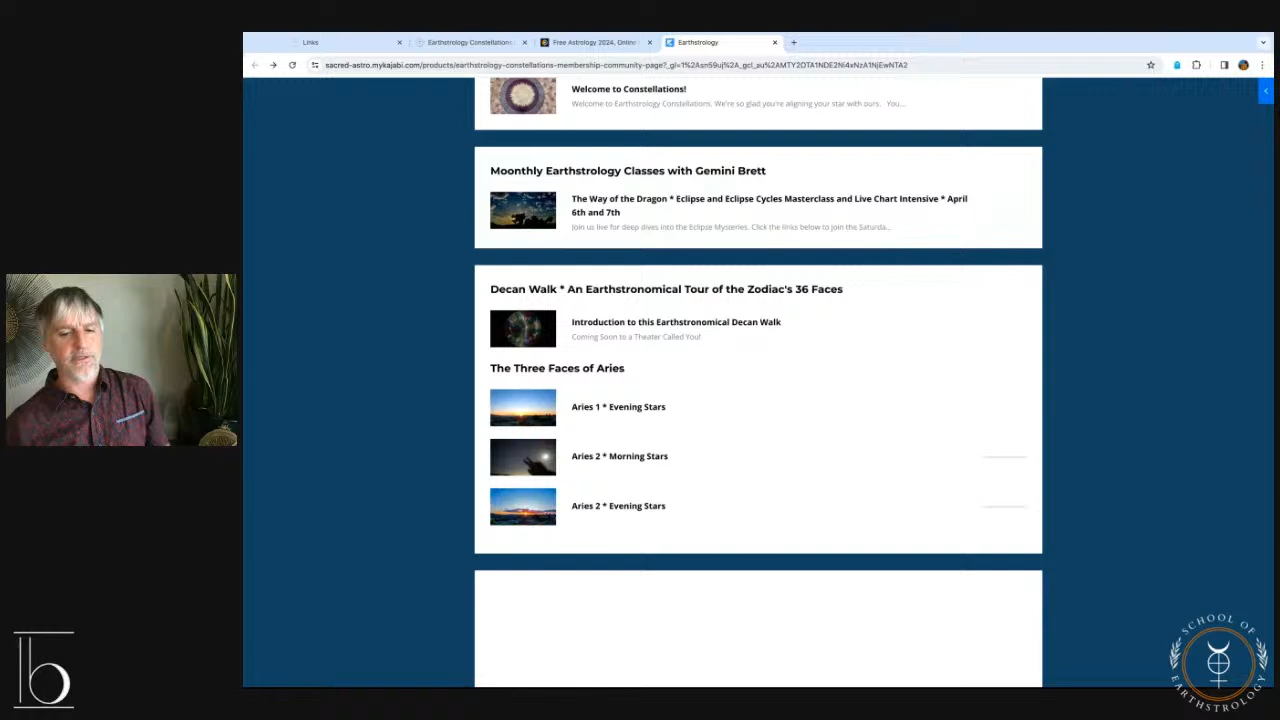 Links
Earthstrology Constellations
Free Astrology 2024, Online
Earthstrology
sacred-astro.mykajabi.com/products/earthstrology-constellations-membership-community-page?_gl=1%2Asn59uj%2A_gcl_au%2AMTY2OTA1NDE2Ni4xNzA1NjEwNTA2
Welcome to Constellations!
Welcome to Earthstrology Constellations. We're so glad you're aligning your star with ours. You...
Moonthly Earthstrology Classes with Gemini Brett
The Way of the Dragon * Eclipse and Eclipse Cycles Masterclass and Live Chart Intensive * April
6th and 7th
Join us live for deep dives into the Eclipse Mysteries. Click the links below to join the Saturda...
Decan Walk * An Earthstronomical Tour of the Zodiac's 36 Faces
Introduction to this Earthstronomical Decan Walk
Coming Soon to a Theater Called You!
The Three Faces of Aries
Aries 1 * Evening Stars
Aries 2 * Morning Stars
Aries 2 * Evening Stars
b
SCHOOL OF
EARTHSTROLOGY